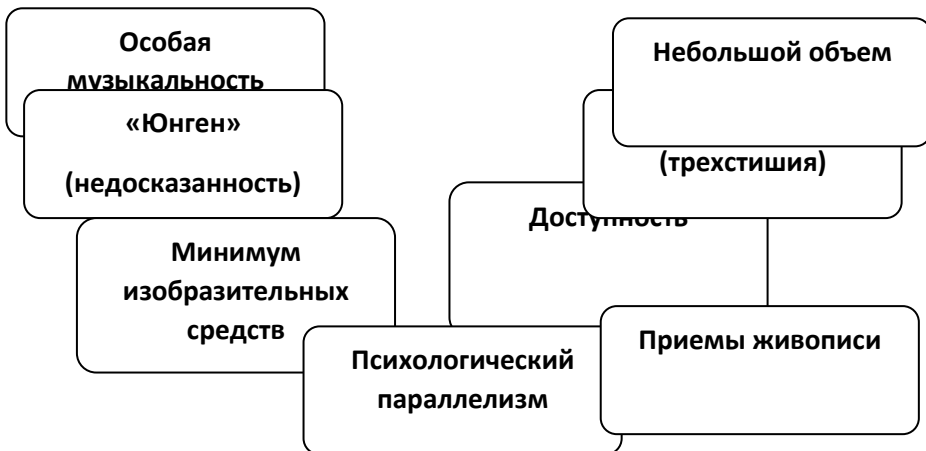 Особая
музыкальность
«Юнген»
(недосказанность)
Минимум
изобразительных
средств
Психологический
параллелизм
Небольшой объем
(трехстишия)
Доступность
Приемы живописи